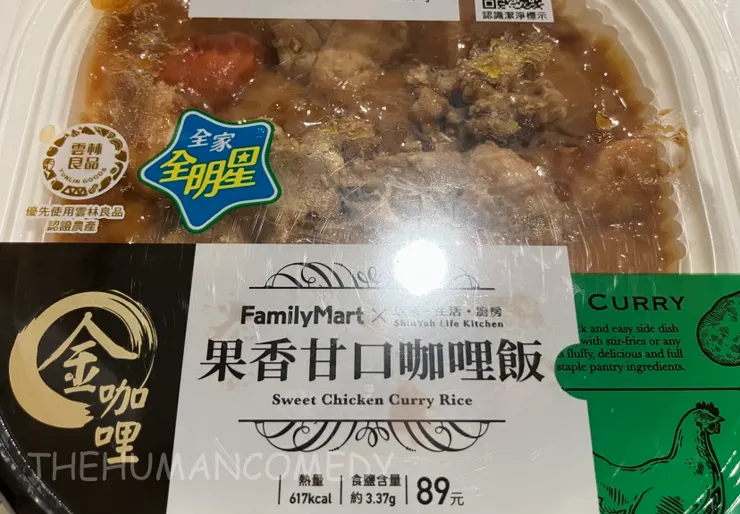 認識潔淨標示
全家
全明星
雲林
良品
YUNLIN GOODS
優先使用雲林良品
認證農產
金咖哩
FamilyMart × 生活・廚房
ShinYeh Life Kitchen
果香甘口咖哩飯
Sweet Chicken Curry Rice
熱量
617kcal
食鹽含量
約3.37g
89元
CURRY
and easy side dish
with stir-fries or any
fluffy, delicious and full
staple pantry ingredients.
THEHUMANCOMEDY